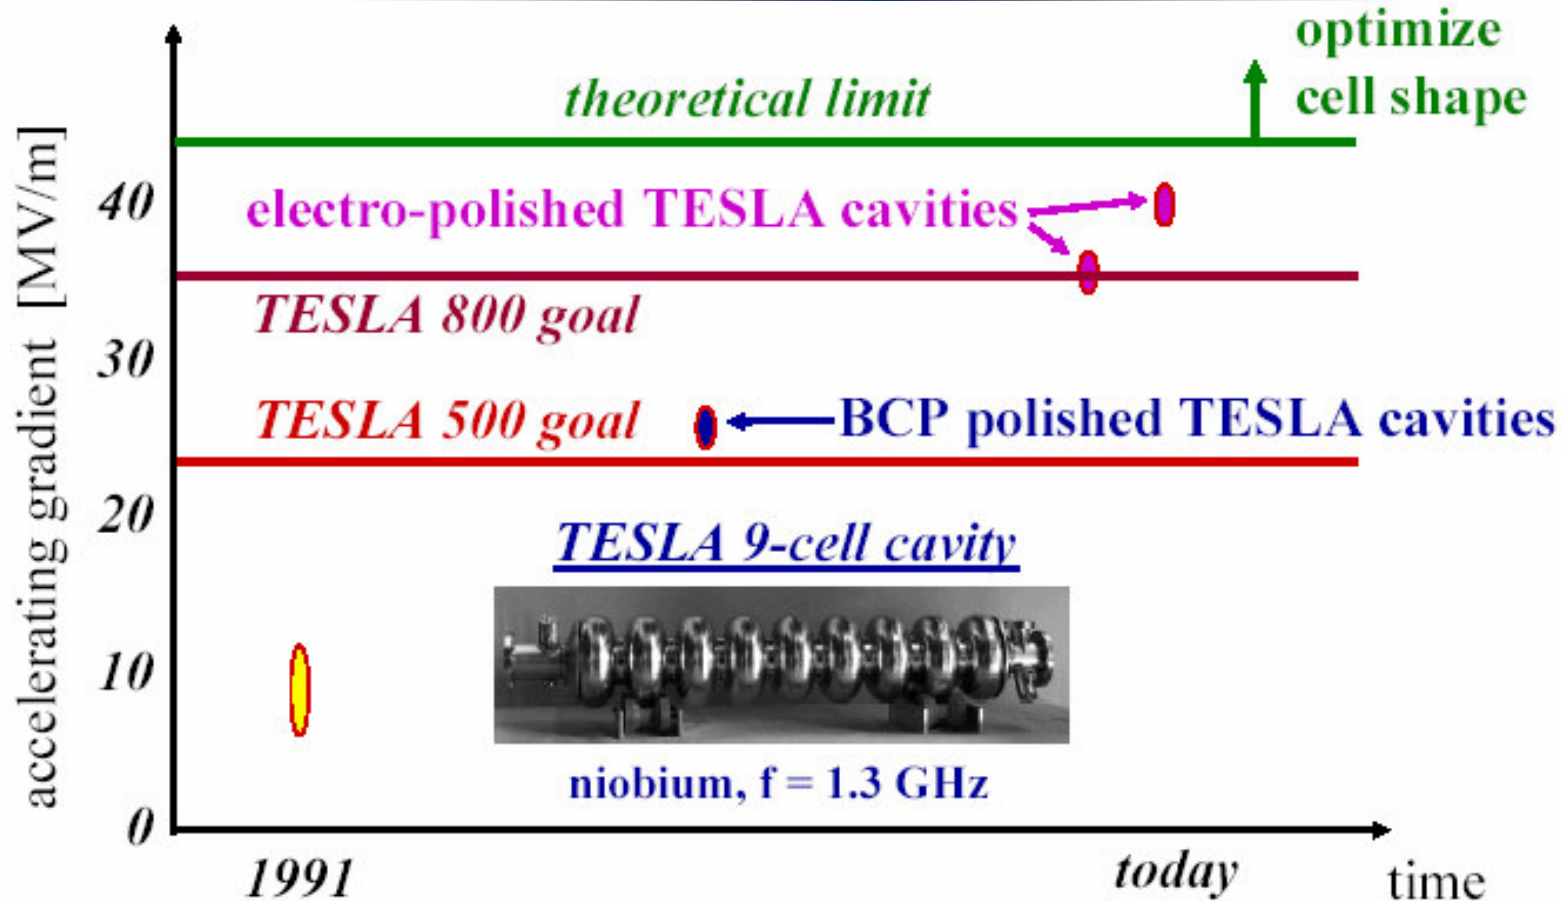 optimize
cell shape
theoretical limit
accelerating gradient [MV/m]
40
electro-polished TESLA cavities
TESLA 800 goal
30
TESLA 500 goal
BCP polished TESLA cavities
20
TESLA 9-cell cavity
10
niobium, f = 1.3 GHz
0
1991
today
time